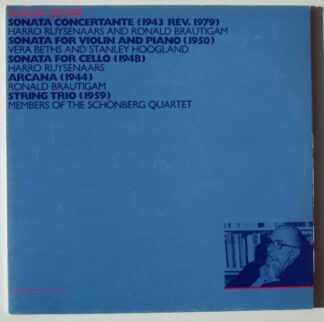 SONATA CONCERTANTE (1943 REV. 1979)
HARRO RUYSENAARS AND RONALD BRAUTIGAM
SONATA FOR VIOLIN AND PIANO (1950)
VERA BETHS AND STANLEY HOOGLAND
SONATA FOR CELLO (1948)
HARRO RUYSENAARS
ARCANA (1944)
RONALD BRAUTIGAM
STRING TRIO (1959)
MEMBERS OF THE SCHÖNBERG QUARTET